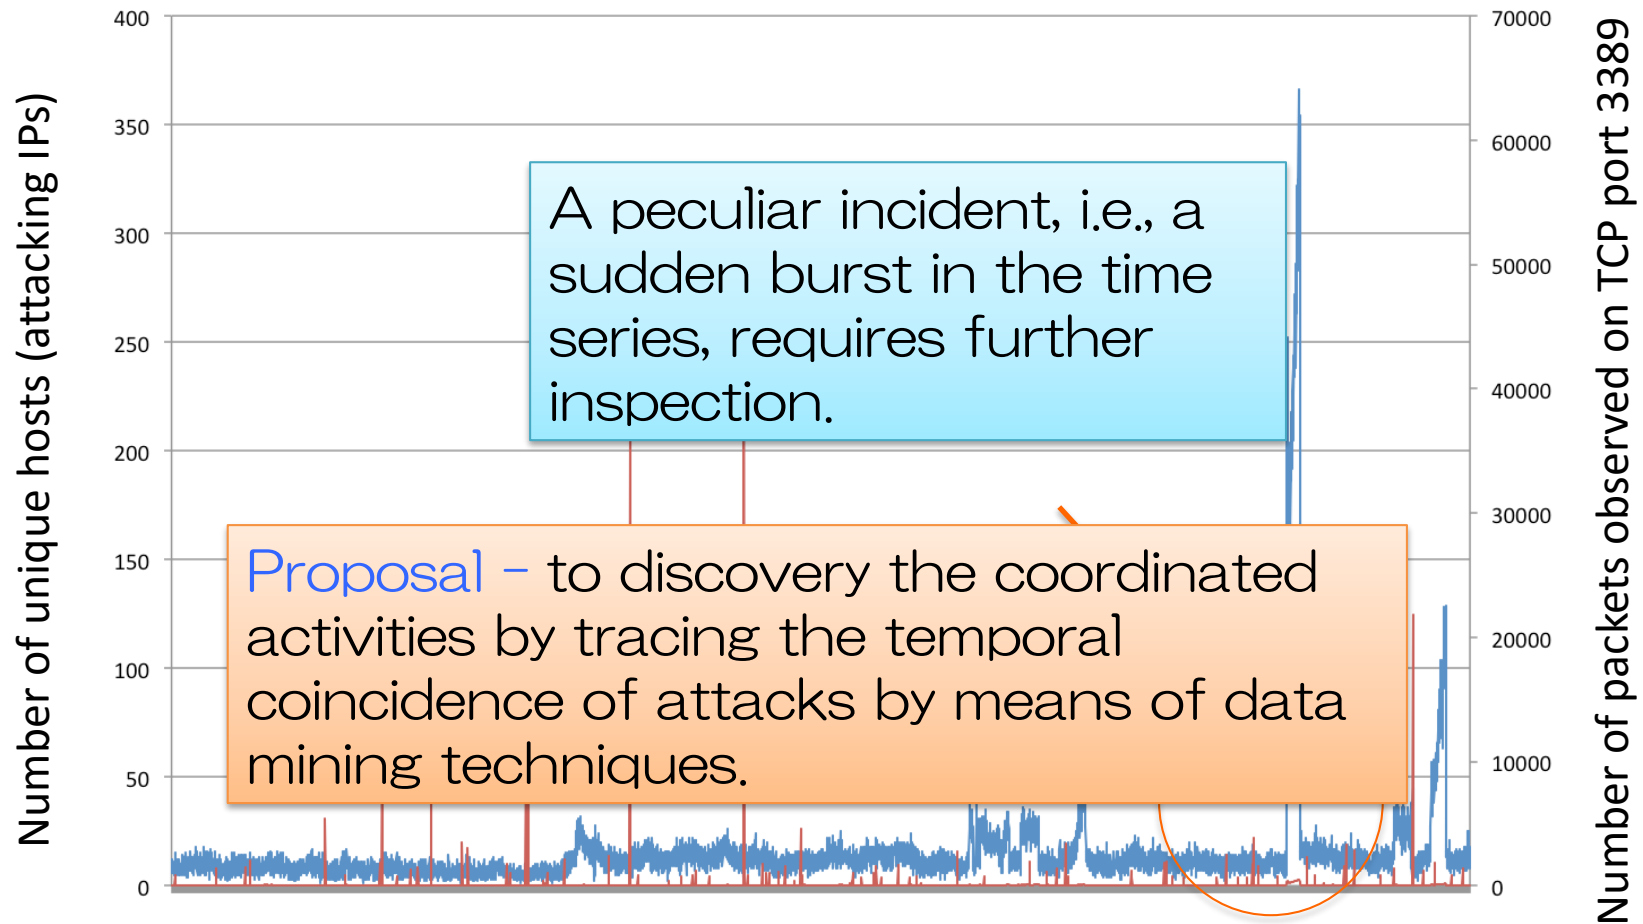 Number of unique hosts (attacking IPs)
400
350
300
250
200
150
100
50
0
A peculiar incident, i.e., a
sudden burst in the time
series, requires further
inspection.
Proposal - to discovery the coordinated
activities by tracing the temporal
coincidence of attacks by means of data
mining techniques.
70000
60000
50000
40000
30000
20000
10000
0
Number of packets observed on TCP port 3389